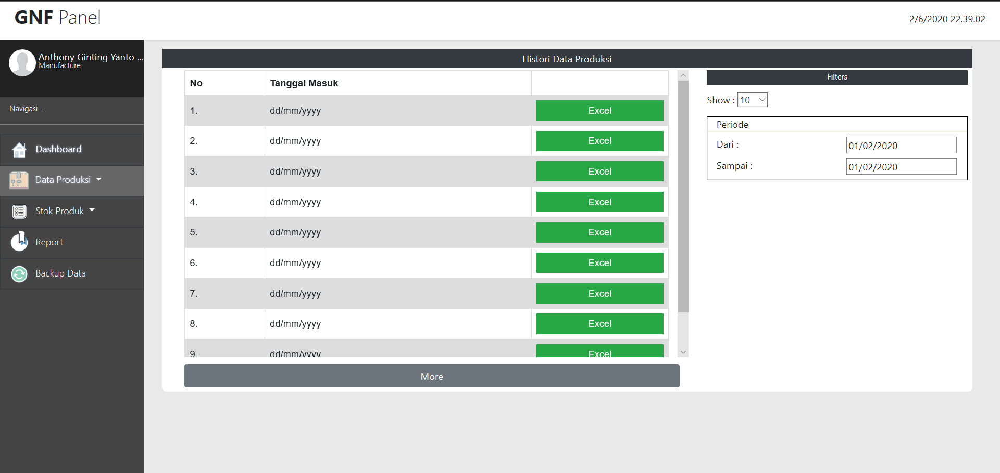 GNF Panel
2/6/2020 22.39.02
Anthony Ginting Yanto ...
Manufacture
Navigasi -
Dashboard
Data Produksi
Stok Produk
Report
Backup Data
Histori Data Produksi
No Tanggal Masuk
1. dd/mm/yyyy Excel
2. dd/mm/yyyy Excel
3. dd/mm/yyyy Excel
4. dd/mm/yyyy Excel
5. dd/mm/yyyy Excel
6. dd/mm/yyyy Excel
7. dd/mm/yyyy Excel
8. dd/mm/yyyy Excel
9. dd/mm/yyyy Excel
More
Filters
Show : 10
Periode
Dari : 01/02/2020
Sampai : 01/02/2020